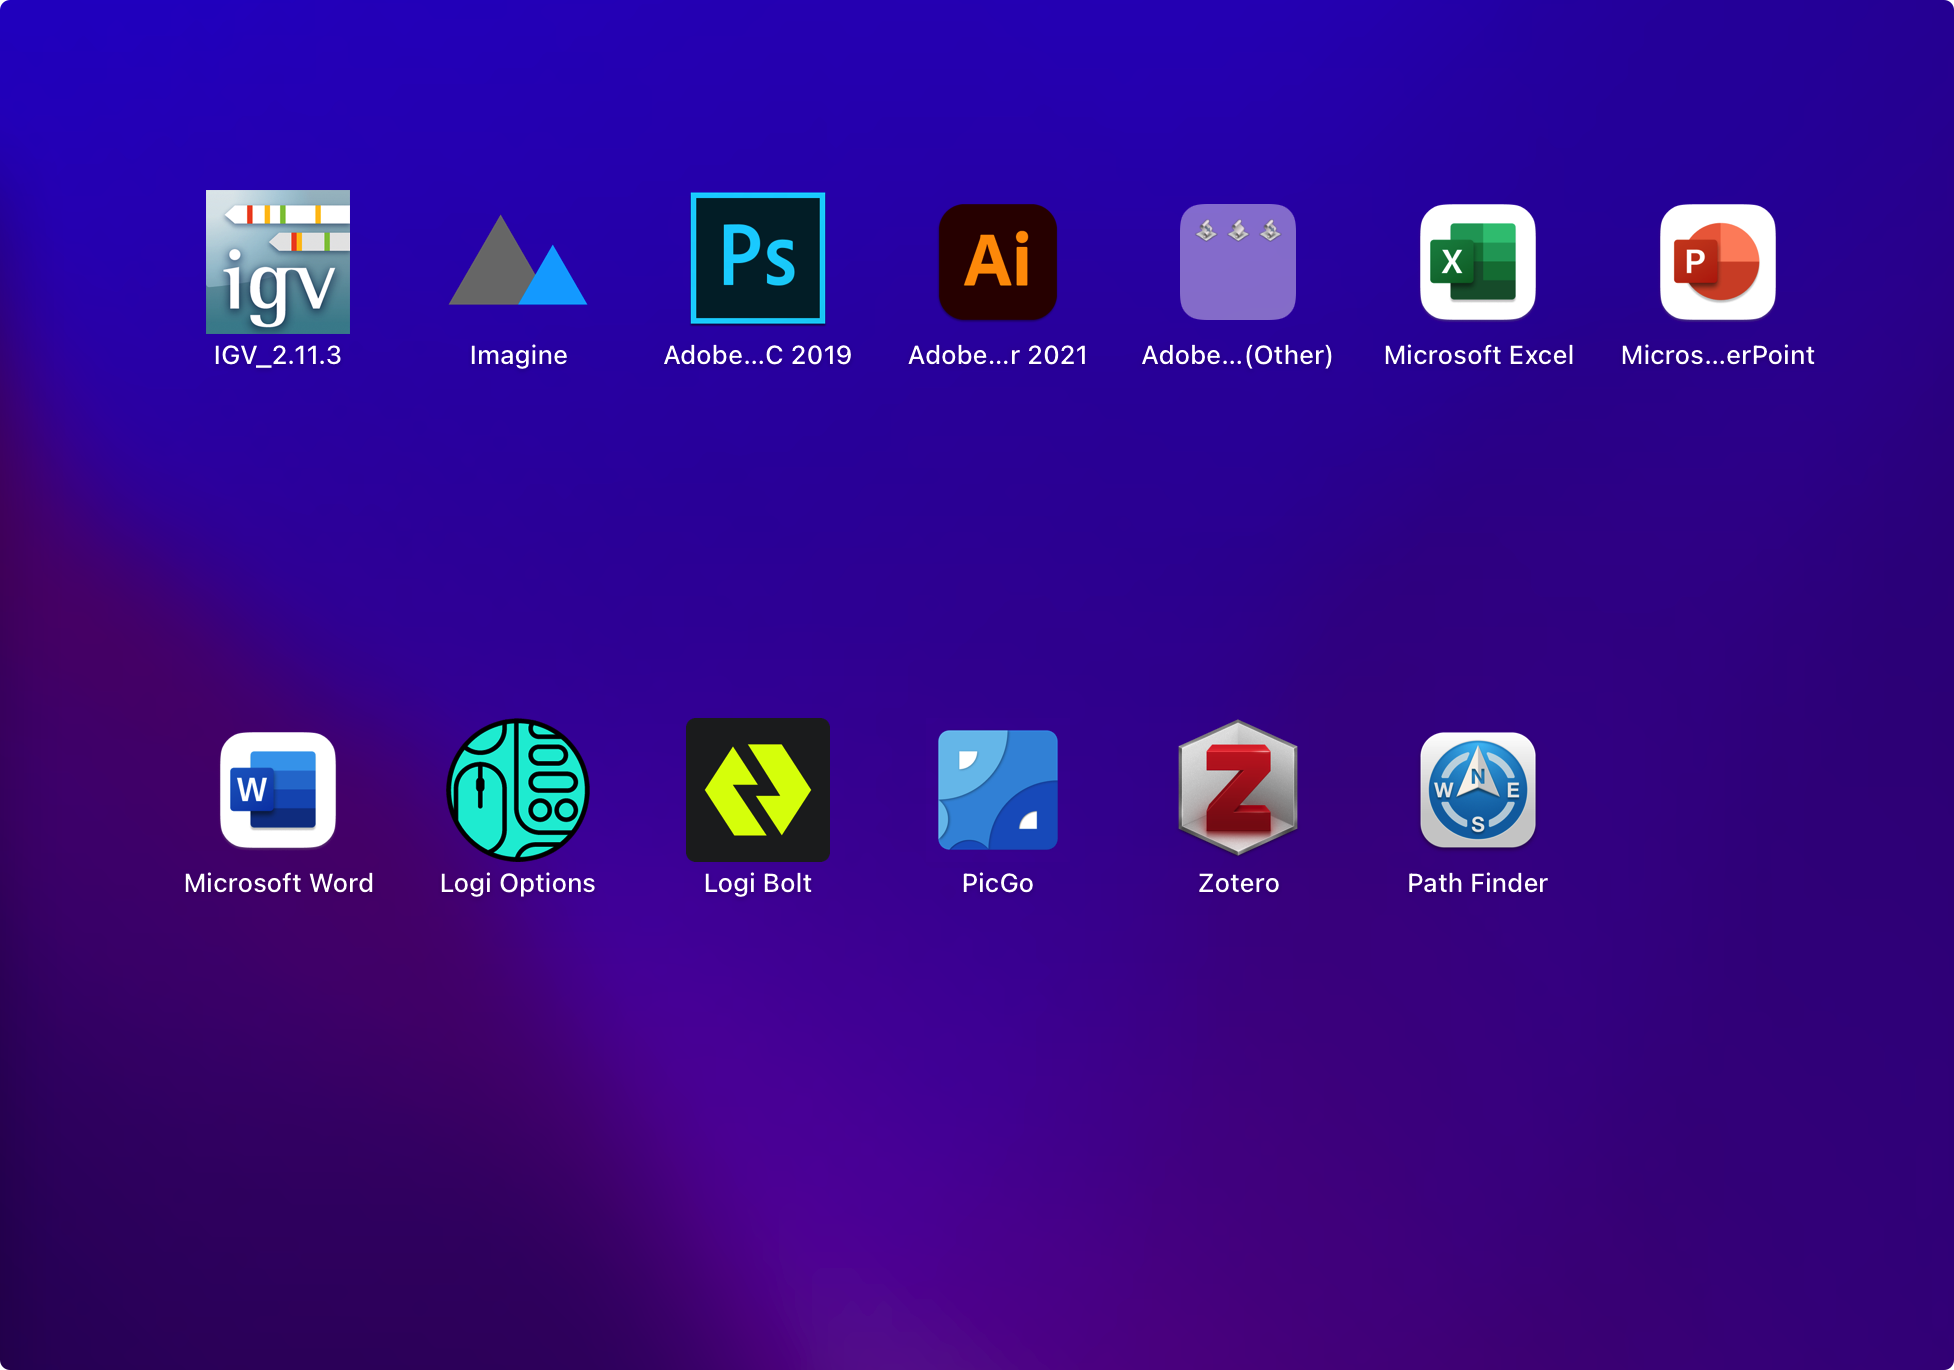 igv
Ps
Ai
X
P
IGV_2.11.3
Imagine
Adobe...C 2019
Adobe...r 2021
Adobe...(Other)
Microsoft Excel
Micros...erPoint
W
Z
N
W E
S
Microsoft Word
Logi Options
Logi Bolt
PicGo
Zotero
Path Finder